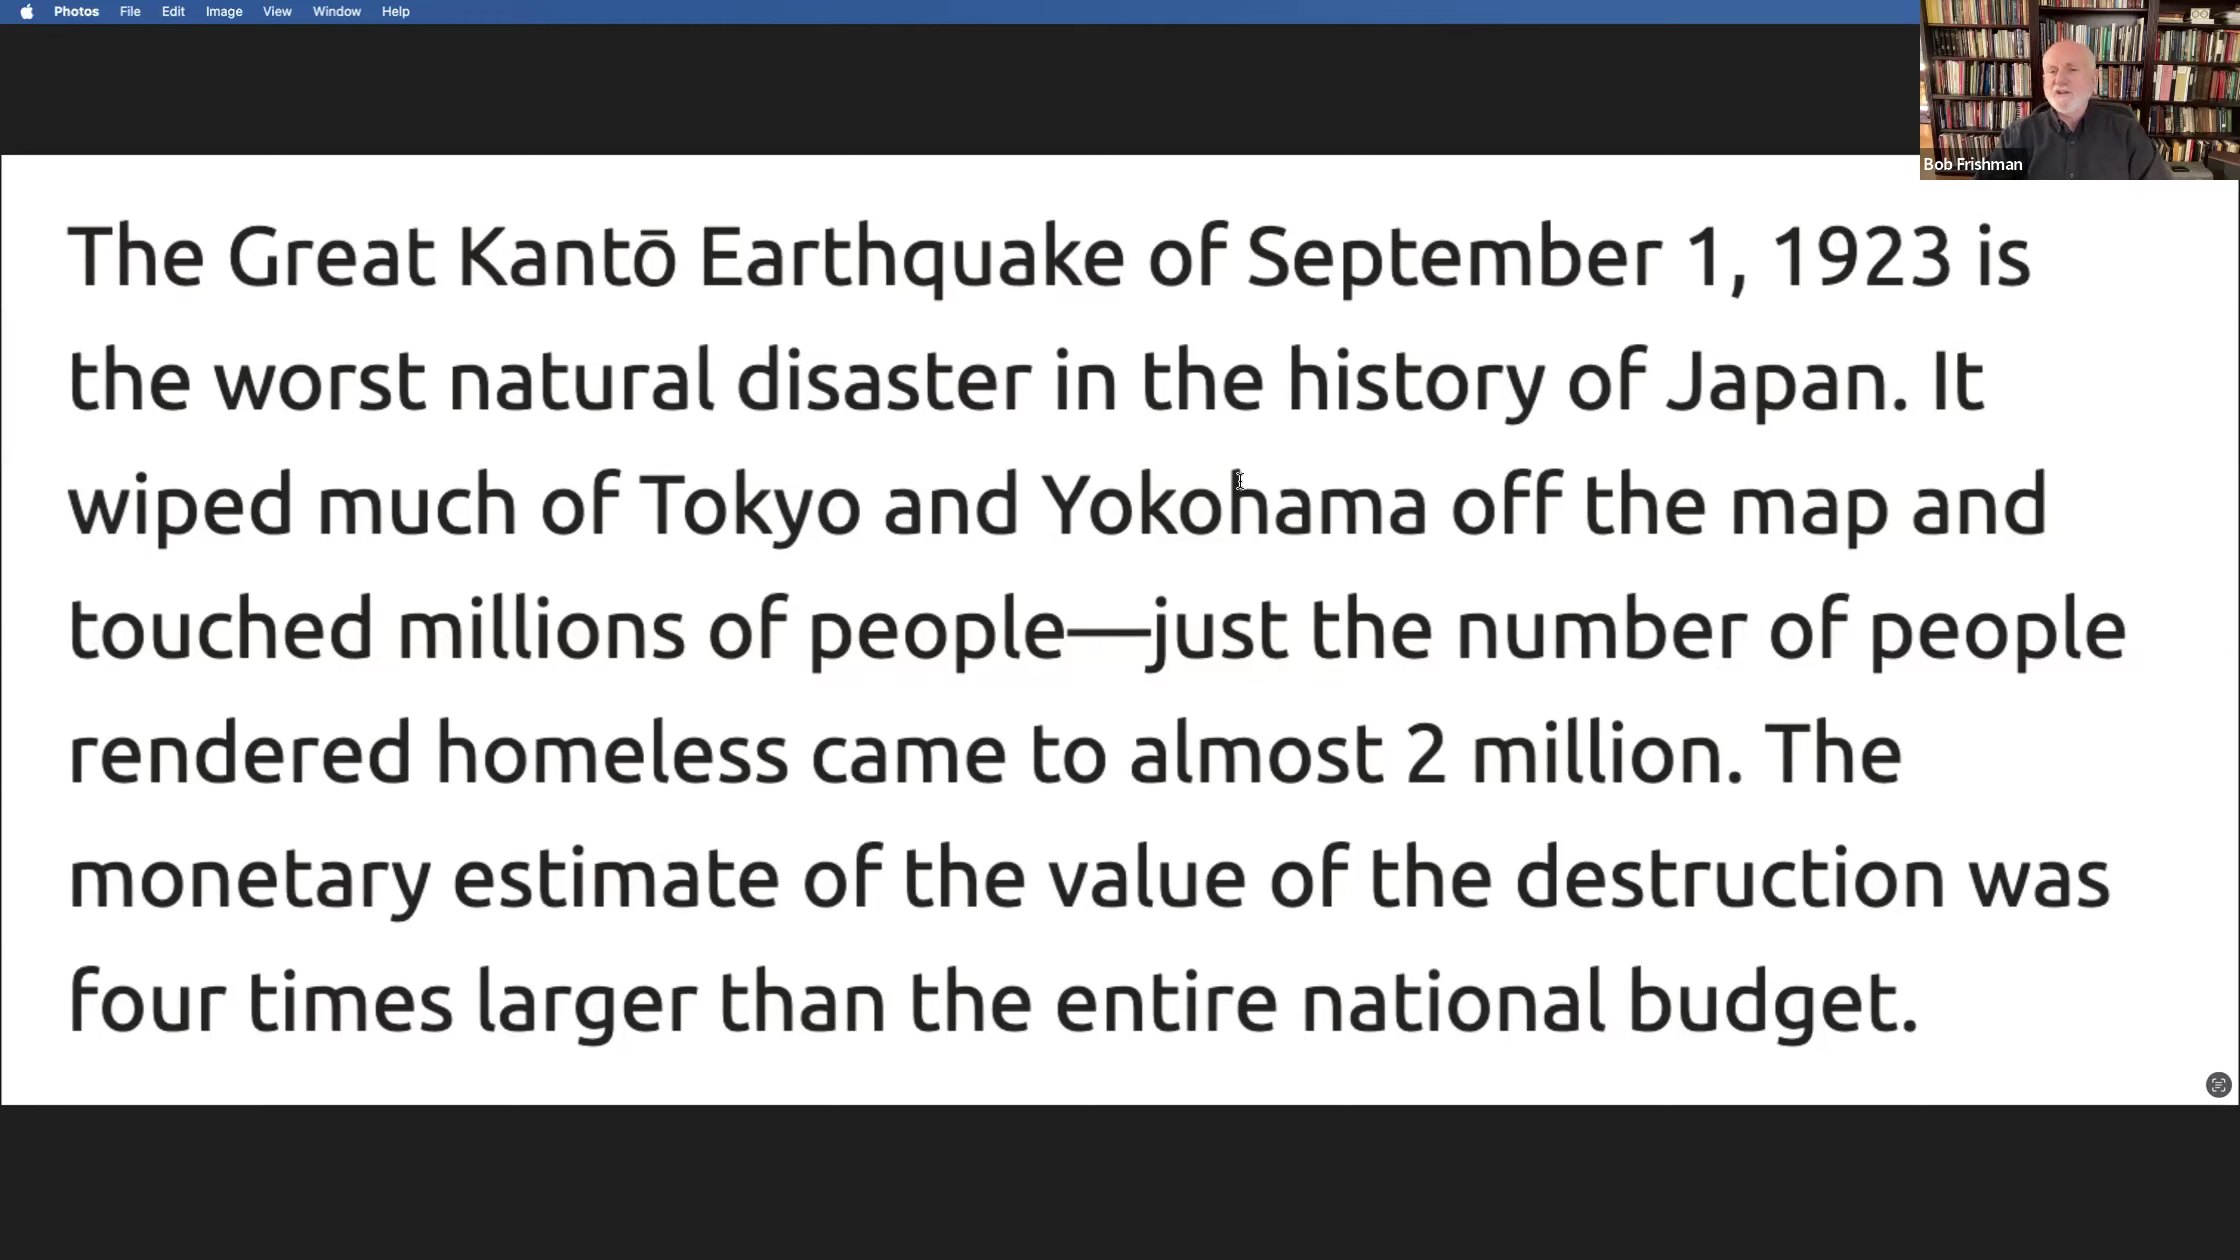 Photos File Edit Image View Window Help
Bob Frishman
The Great Kantō Earthquake of September 1, 1923 is
the worst natural disaster in the history of Japan. It
wiped much of Tokyo and Yokohama off the map and
touched millions of people—just the number of people
rendered homeless came to almost 2 million. The
monetary estimate of the value of the destruction was
four times larger than the entire national budget.